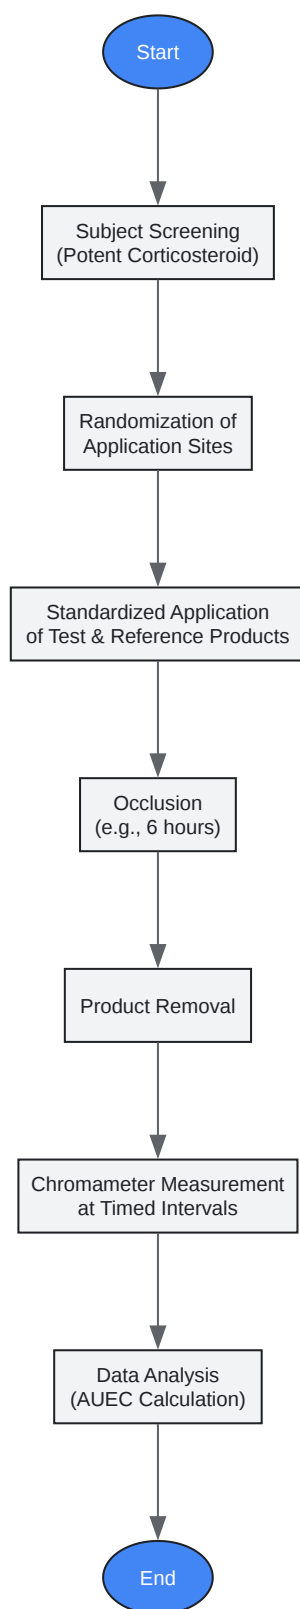 Start
Subject Screening
(Potent Corticosteroid)
Randomization of
Application Sites
Standardized Application
of Test & Reference Products
Occlusion
(e.g., 6 hours)
Product Removal
Chromameter Measurement
at Timed Intervals
Data Analysis
(AUEC Calculation)
End